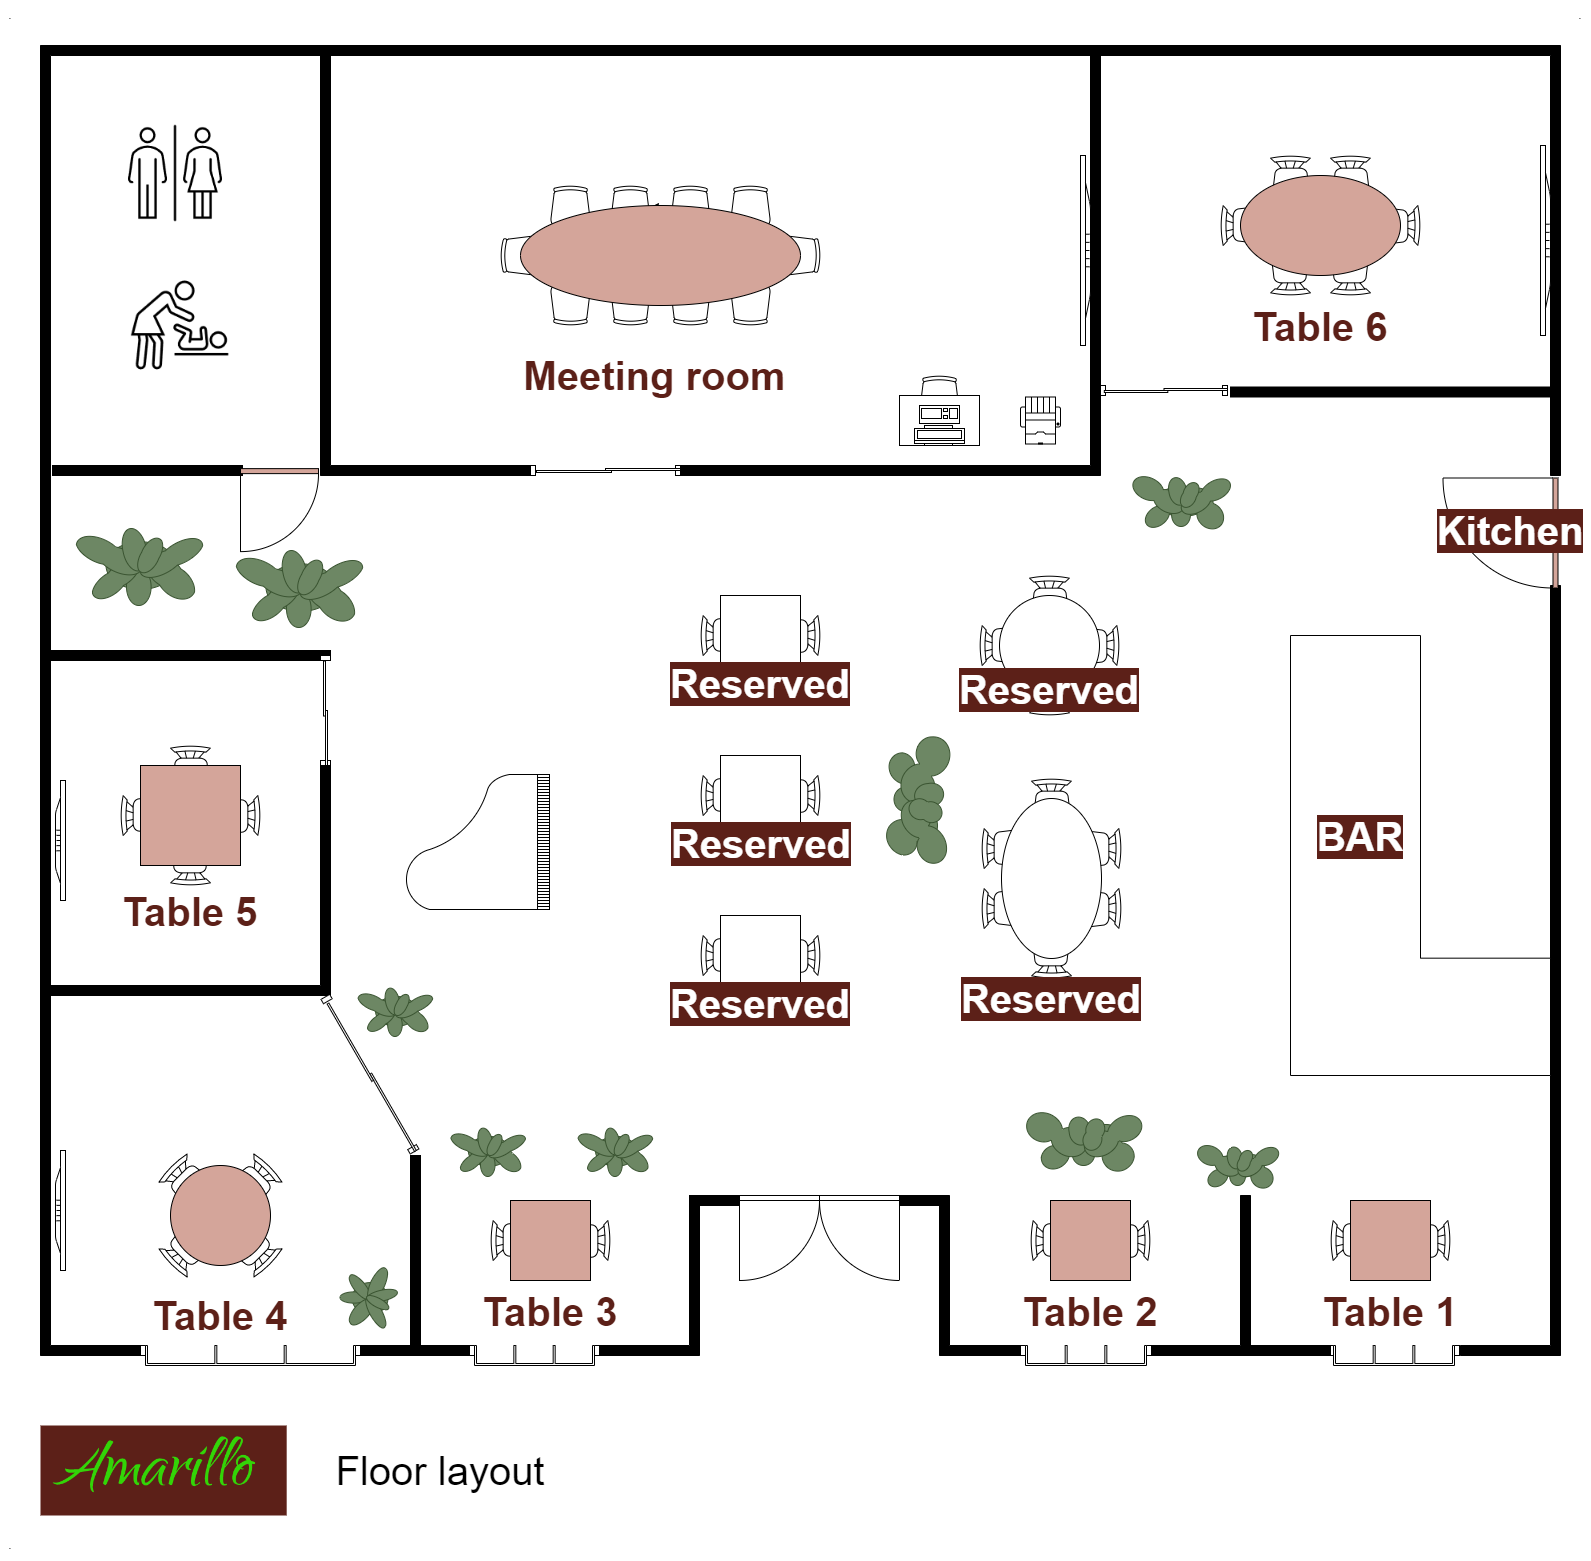 Table 6
Meeting room
Kitchen
Reserved
Reserved
Reserved
BAR
Table 5
Reserved
Reserved
Table 4
Table 3
Table 2
Table 1
Amarillo
Floor layout